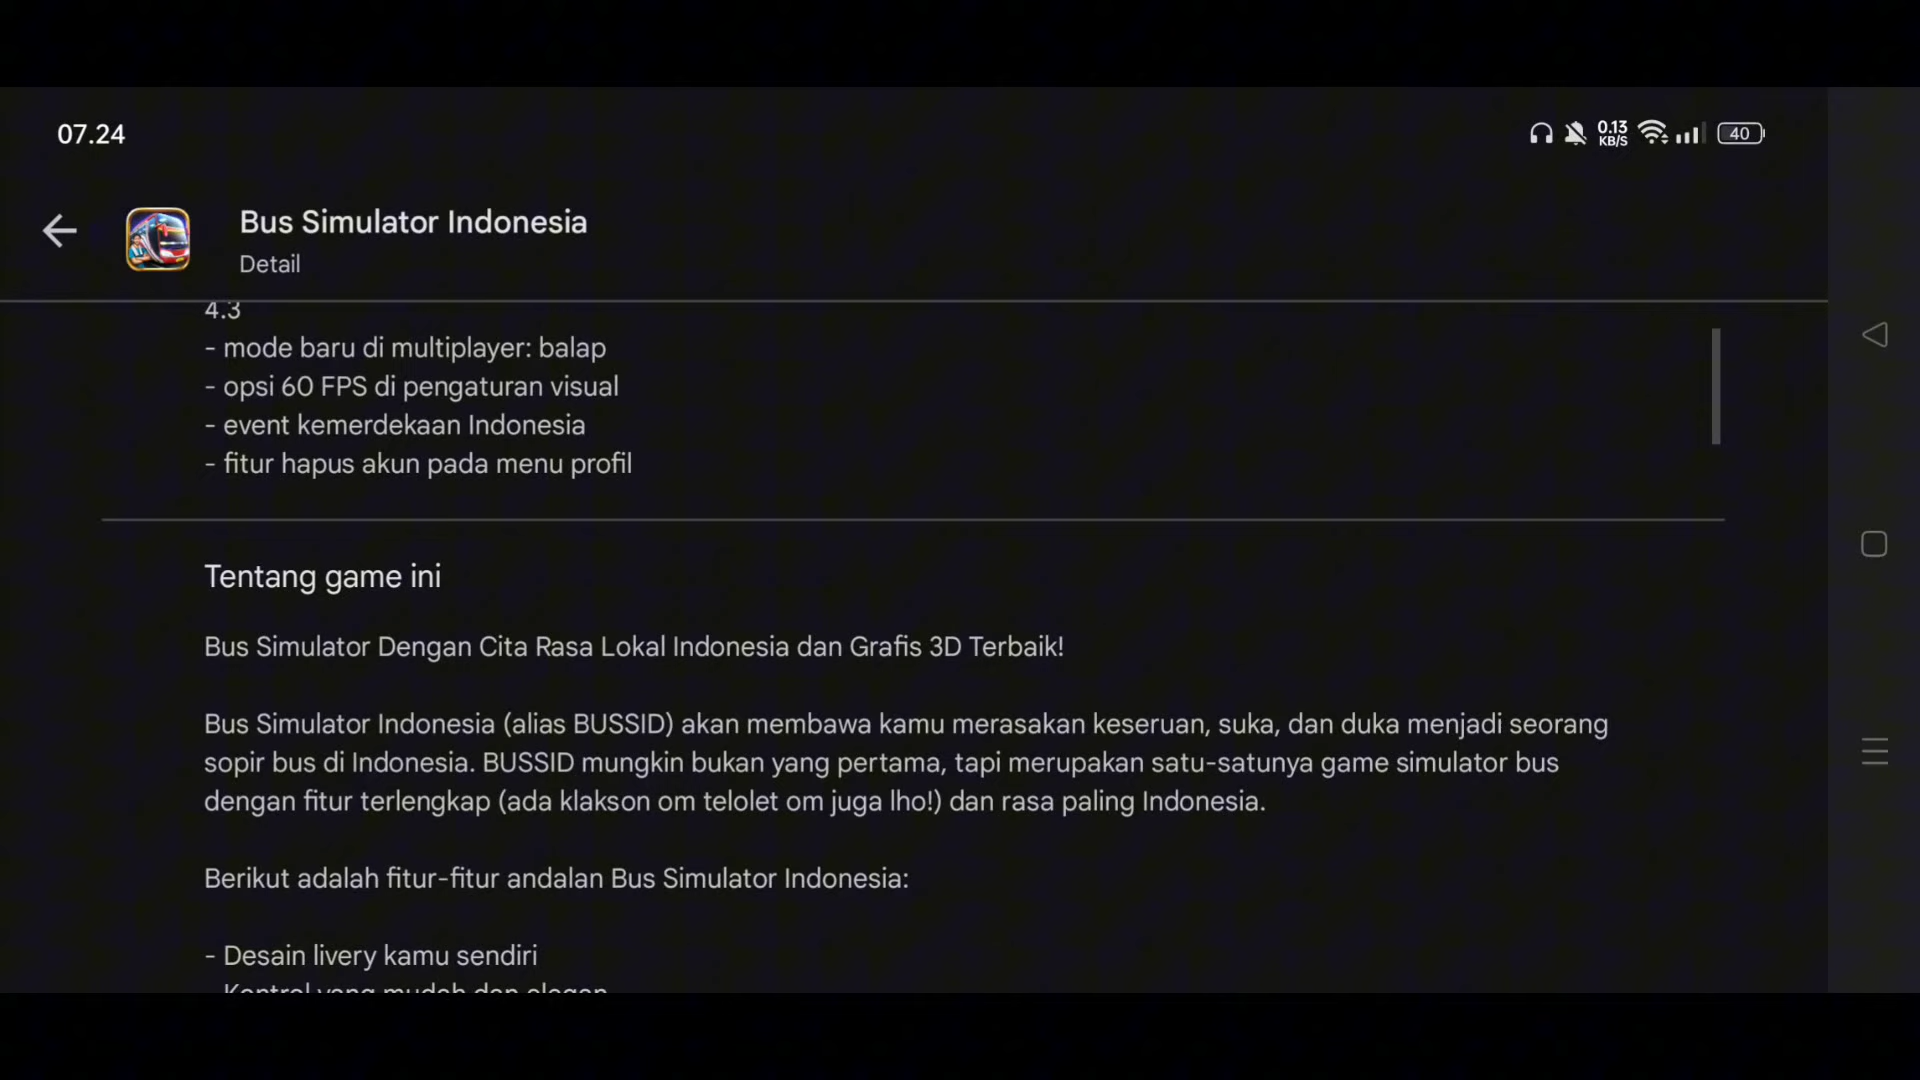 07.24
0.13
KB/S
40
Bus Simulator Indonesia
Detail
4.3
- mode baru di multiplayer: balap
- opsi 60 FPS di pengaturan visual
- event kemerdekaan Indonesia
- fitur hapus akun pada menu profil
Tentang game ini
Bus Simulator Dengan Cita Rasa Lokal Indonesia dan Grafis 3D Terbaik!
Bus Simulator Indonesia (alias BUSSID) akan membawa kamu merasakan keseruan, suka, dan duka menjadi seorang
sopir bus di Indonesia. BUSSID mungkin bukan yang pertama, tapi merupakan satu-satunya game simulator bus
dengan fitur terlengkap (ada klakson om telolet om juga lho!) dan rasa paling Indonesia.
Berikut adalah fitur-fitur andalan Bus Simulator Indonesia:
- Desain livery kamu sendiri
- Kontrol yang mudah dan elegan